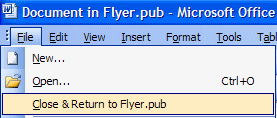 Document in Flyer.pub - Microsoft Office
File Edit View Insert Format Tools
New...
Open... Ctrl+O
Close & Return to Flyer.pub